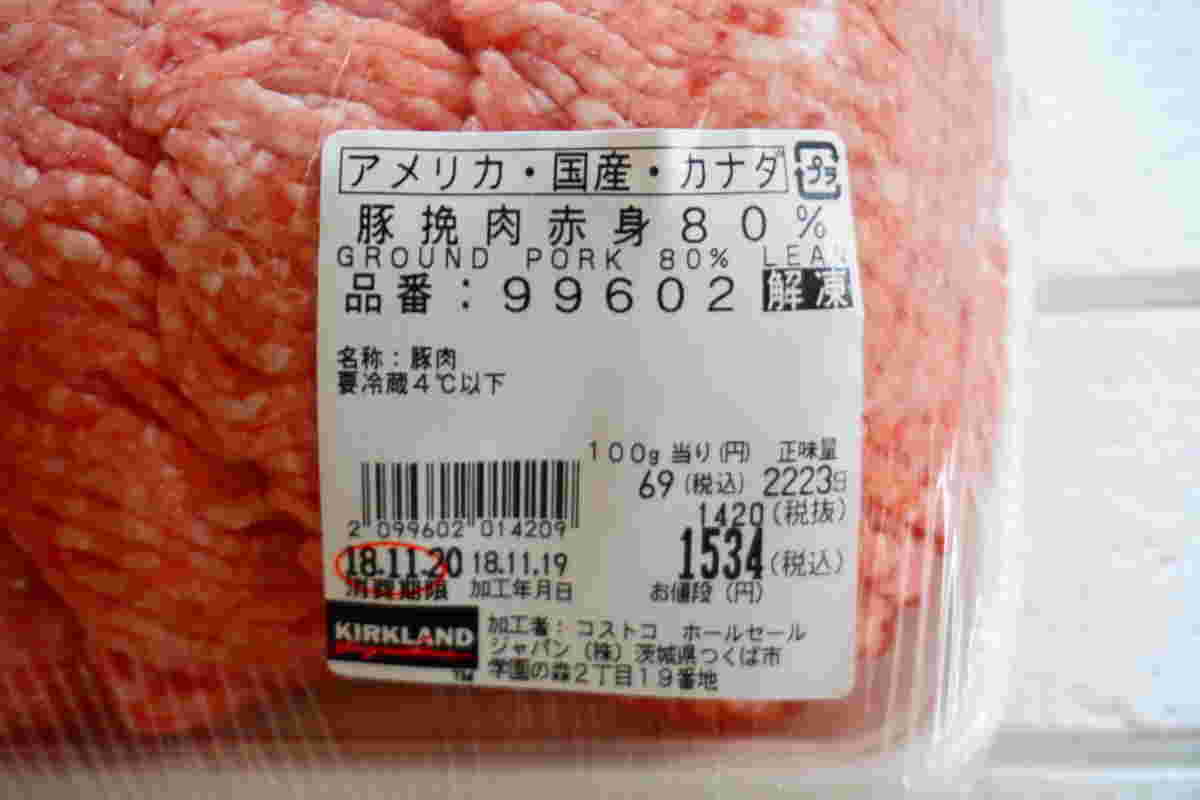 アメリカ・国産・カナダ プラ
豚挽肉赤身80%
GROUND PORK 80% LEAN
品番:99602 解凍
名称:豚肉
要冷蔵4℃以下
100g当り(円) 正味量
69(税込) 2223g
1420(税抜)
2 099602 014209
18.11.20 18.11.19 1534(税込)
消費期限 加工年月日 お値段(円)
KIRKLAND
加工者:コストコ ホールセール
ジャパン(株)茨城県つくば市
学園の森2丁目19番地
TM